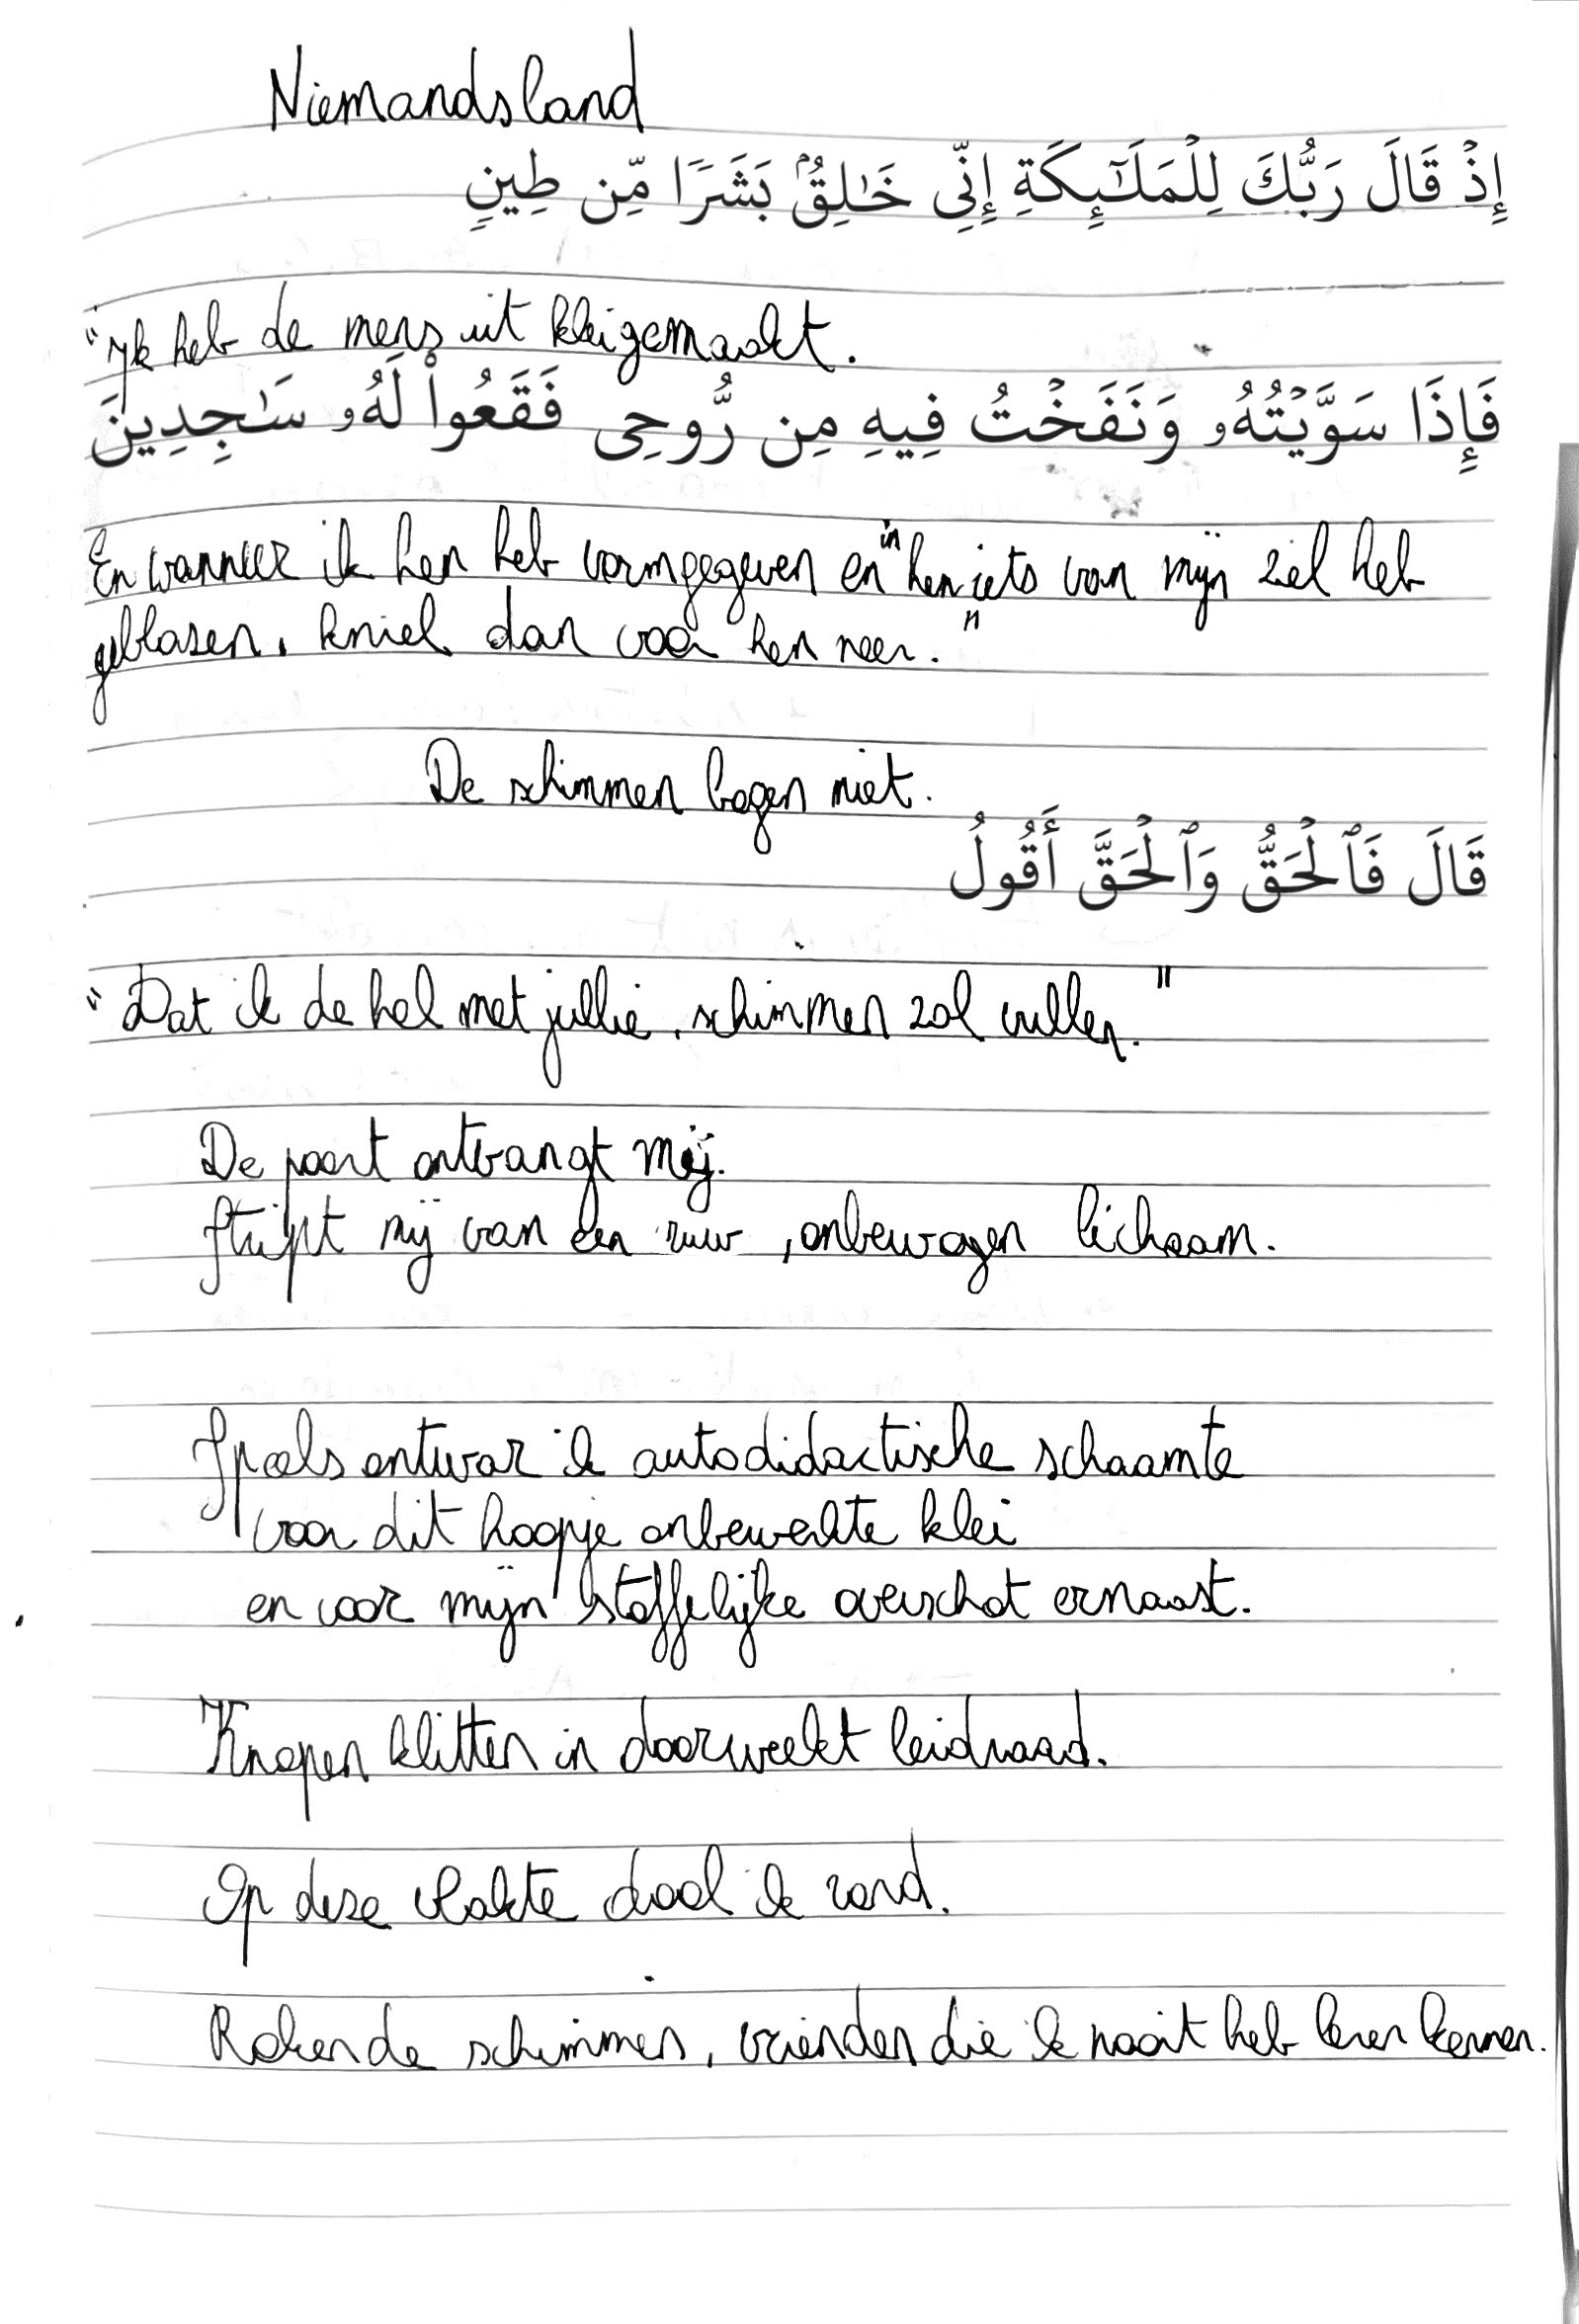 Niemandsland
إِذۡ قَالَ رَبُّكَ لِلۡمَلَـٰٓئِكَةِ إِنِّى خَـٰلِقُۢ بَشَرًۭا مِّن طِينٍۢ
"Ik heb de mens uit klei gemaakt.
فَإِذَا سَوَّيۡتُهُۥ وَنَفَخۡتُ فِيهِ مِن رُّوحِى فَقَعُوا۟ لَهُۥ سَـٰجِدِينَ
En wanneer ik hen heb vormgegeven en in hen iets van mijn ziel heb
geblazen, kniel dan voor hen neer."
De schimmen bogen niet.
قَالَ فَٱلۡحَقُّ وَٱلۡحَقَّ أَقُولُ
"Dat ik de hel met jullie, schimmen zal vullen."
De poort ontvangt mij.
Stript mij van een ruw, onbewogen lichaam.
Speels ontwar ik autodidactische schaamte
voor dit hoopje onbewerkte klei
en voor mijn stoffelijke overschot ernaast.
Knopen klitten in doorweekt leidraad.
Op deze vlakte dool ik rond.
Rokende schimmen, vrienden die ik nooit heb leren kennen.